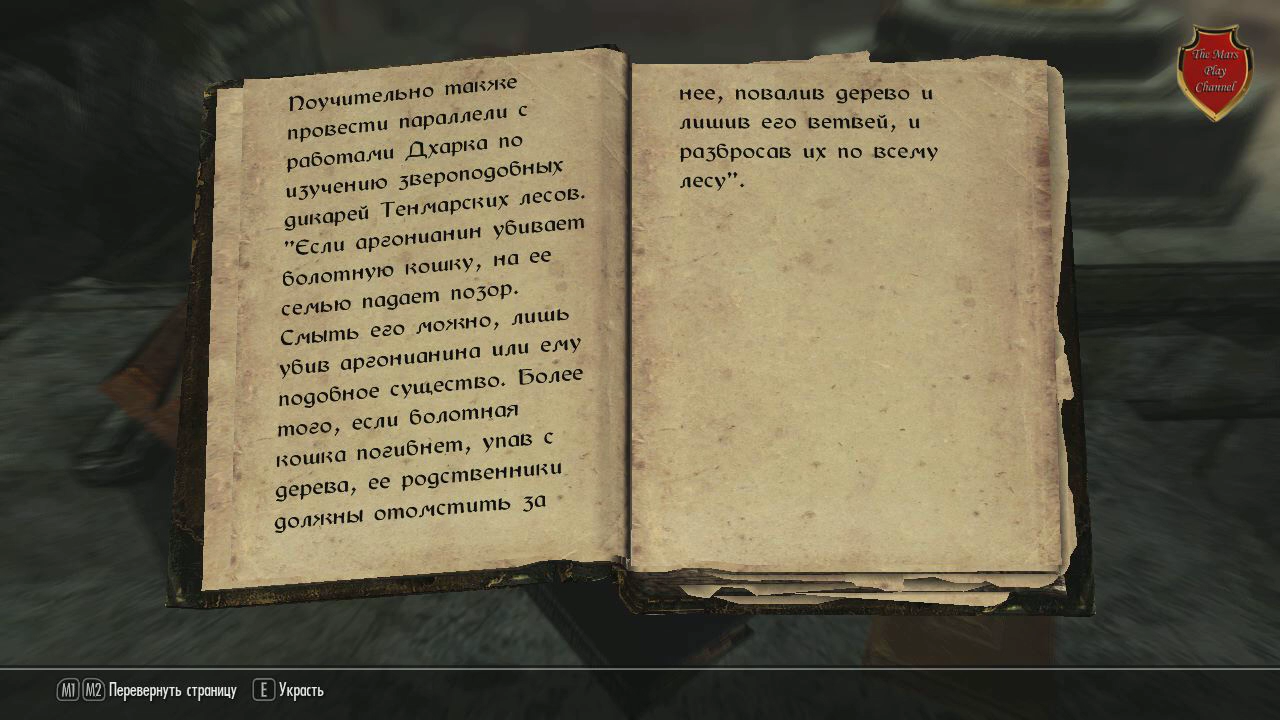 Поучительно также
провести параллели с
работами Дхарка по
изучению звероподобных
дикарей Тенмарских лесов.
"Если аргонианин убивает
болотную кошку, на ее
семью падает позор.
Смыть его можно, лишь
убив аргонианина или ему
подобное существо. Более
того, если болотная
кошка погибнет, упав с
дерева, ее родственники
должны отомстить за
нее, повалив дерево и
лишив его ветвей, и
разбросав их по всему
лесу".
The Mars
Play
Channel
M1 M2 Перевернуть страницу E Украсть